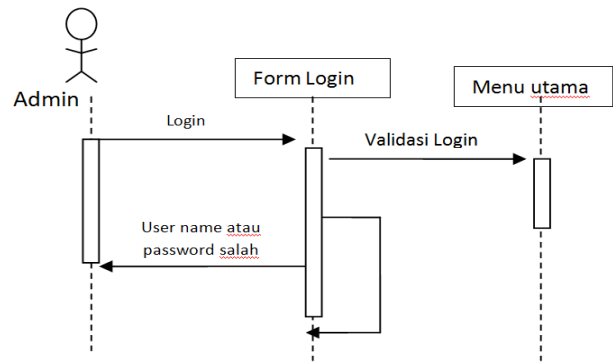 Admin
Form Login
Menu utama
Login
Validasi Login
User name atau
password salah